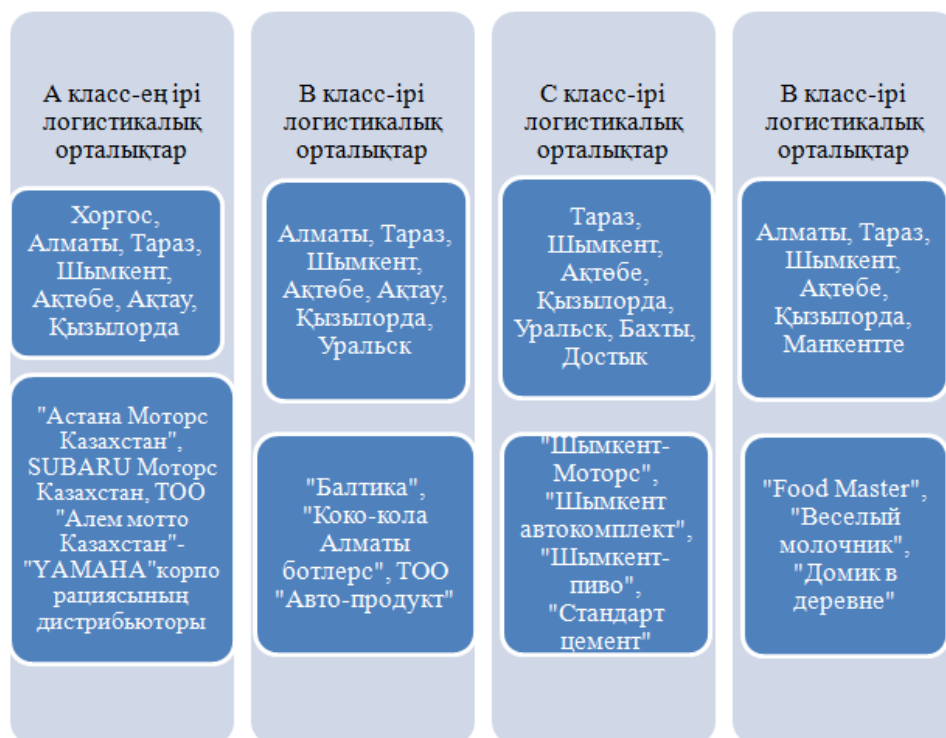 А класс-ең ірі
логистикалық
орталықтар
Хоргос,
Алматы, Тараз,
Шымкент,
Ақтөбе, Ақтау,
Қызылорда
"Астана Моторс
Казахстан",
SUBARU Моторс
Казахстан, ТОО
"Алем мотто
Казахстан"-
"YAMAHA"корпо
рациясының
дистрибьюторы
В класс-ірі
логистикалық
орталықтар
Алматы, Тараз,
Шымкент,
Ақтөбе, Ақтау,
Қызылорда,
Уральск
"Балтика",
"Коко-кола
Алматы
ботлерс", ТОО
"Авто-продукт"
С класс-ірі
логистикалық
орталықтар
Тараз,
Шымкент,
Ақтөбе,
Қызылорда,
Уральск, Бахты,
Достык
"Шымкент-
Моторс",
"Шымкент
автокомплект",
"Шымкент-
пиво",
"Стандарт
цемент"
В класс-ірі
логистикалық
орталықтар
Алматы, Тараз,
Шымкент,
Ақтөбе,
Қызылорда,
Манкентте
"Food Master",
"Веселый
молочник",
"Домик в
деревне"